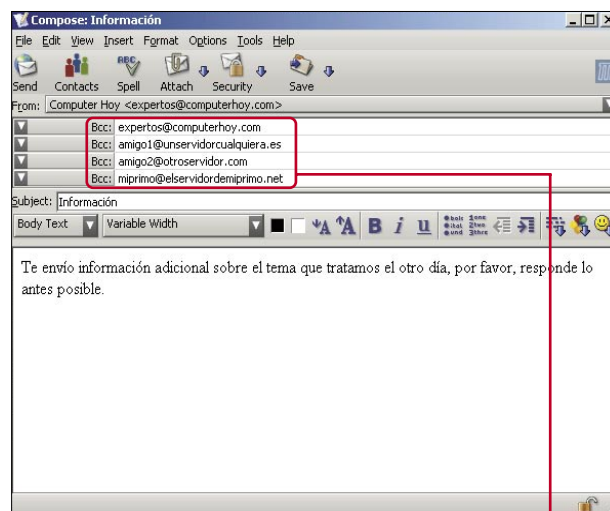 Compose: Información
File Edit View Insert Format Options Tools Help
ABC
Send Contacts Spell Attach Security Save
From: Computer Hoy <expertos@computerhoy.com>
Bcc: expertos@computerhoy.com
Bcc: amigo1@unservidorcualquiera.es
Bcc: amigo2@otroservidor.com
Bcc: miprimo@elservidordemiprimo.net
Subject: Información
Body Text Variable Width A A B i u
Te envío información adicional sobre el tema que tratamos el otro día, por favor, responde lo
antes posible.